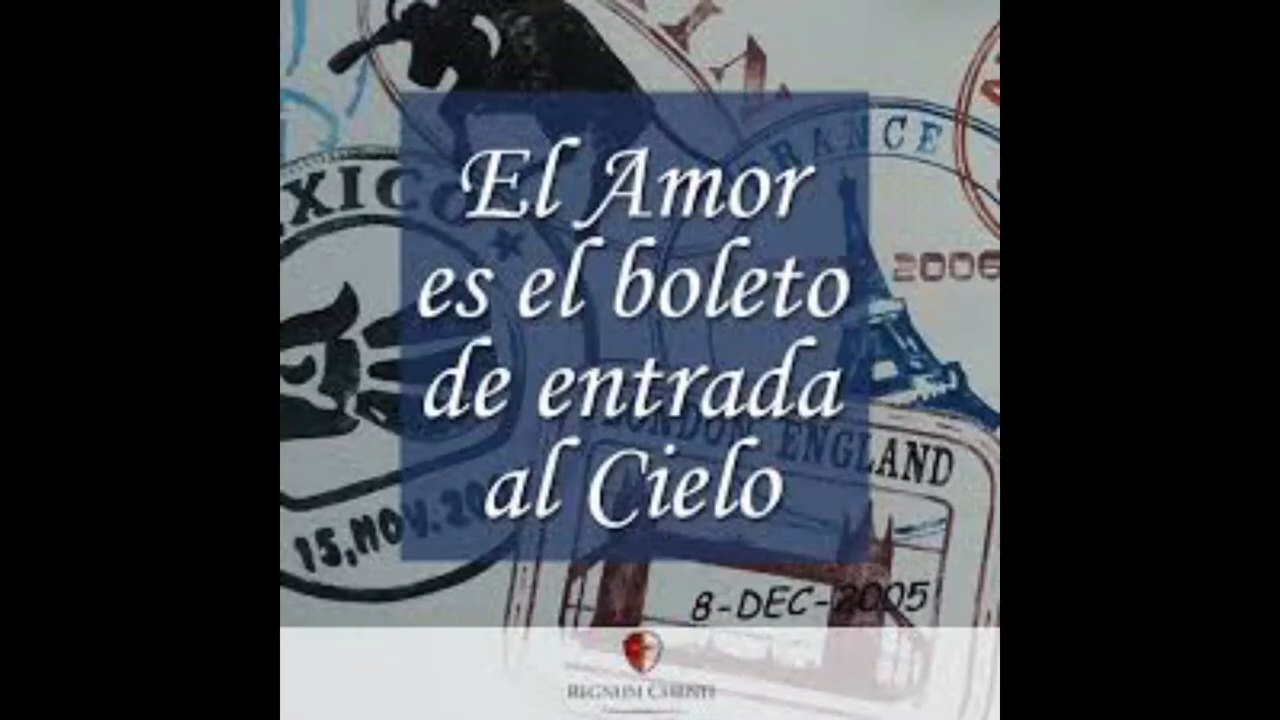 El Amor
es el boleto
de entrada
al Cielo
XICO
FRANCE
2006
LONDON ENGLAND
15, NOV. 20
8-DEC-2005
REGNUM CHRISTI